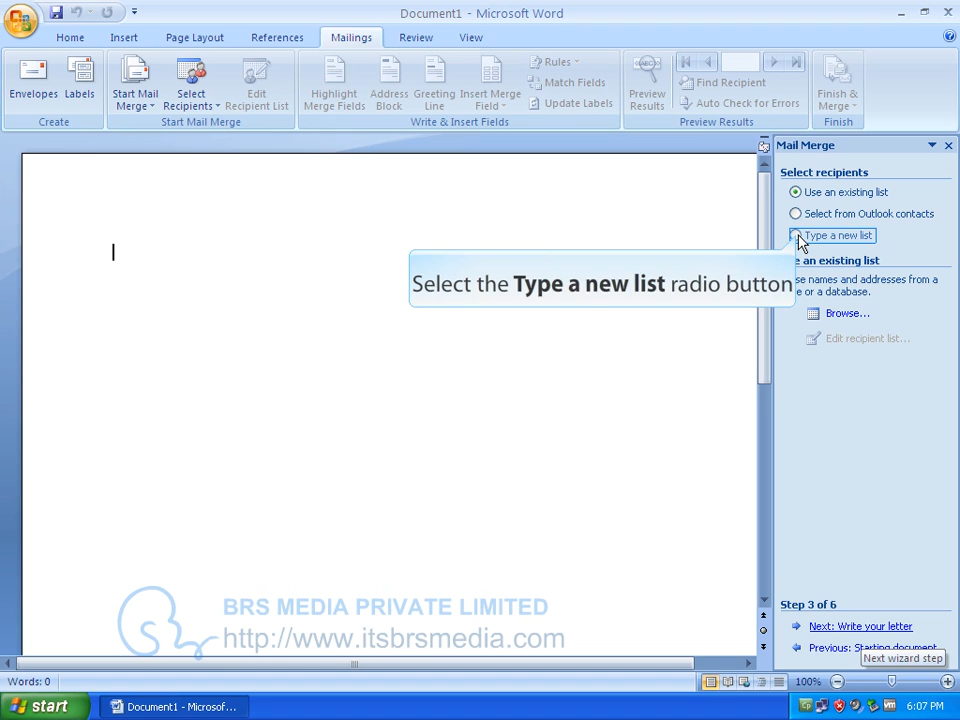 Document1 - Microsoft Word
Home Insert Page Layout References Mailings Review View
Envelopes
Labels
Create
Start Mail
Merge
Select
Recipients
Edit
Recipient List
Start Mail Merge
Highlight
Merge Fields
Address
Block
Greeting
Line
Insert Merge
Field
Rules
Match Fields
Update Labels
Write & Insert Fields
ABC
Preview
Results
Find Recipient
Auto Check for Errors
Preview Results
Finish &
Merge
Finish
Mail Merge
Select recipients
Use an existing list
Select from Outlook contacts
Type a new list
Select the Type a new list radio button
e an existing list
se names and addresses from a
e or a database.
Browse...
Edit recipient list...
Step 3 of 6
Next: Write your letter
Previous: Starting document
Next wizard step
BRS MEDIA PRIVATE LIMITED
http://www.itsbrsmedia.com
Words: 0
100%
start
Document1 - Microsof...
Cp
6:07 PM